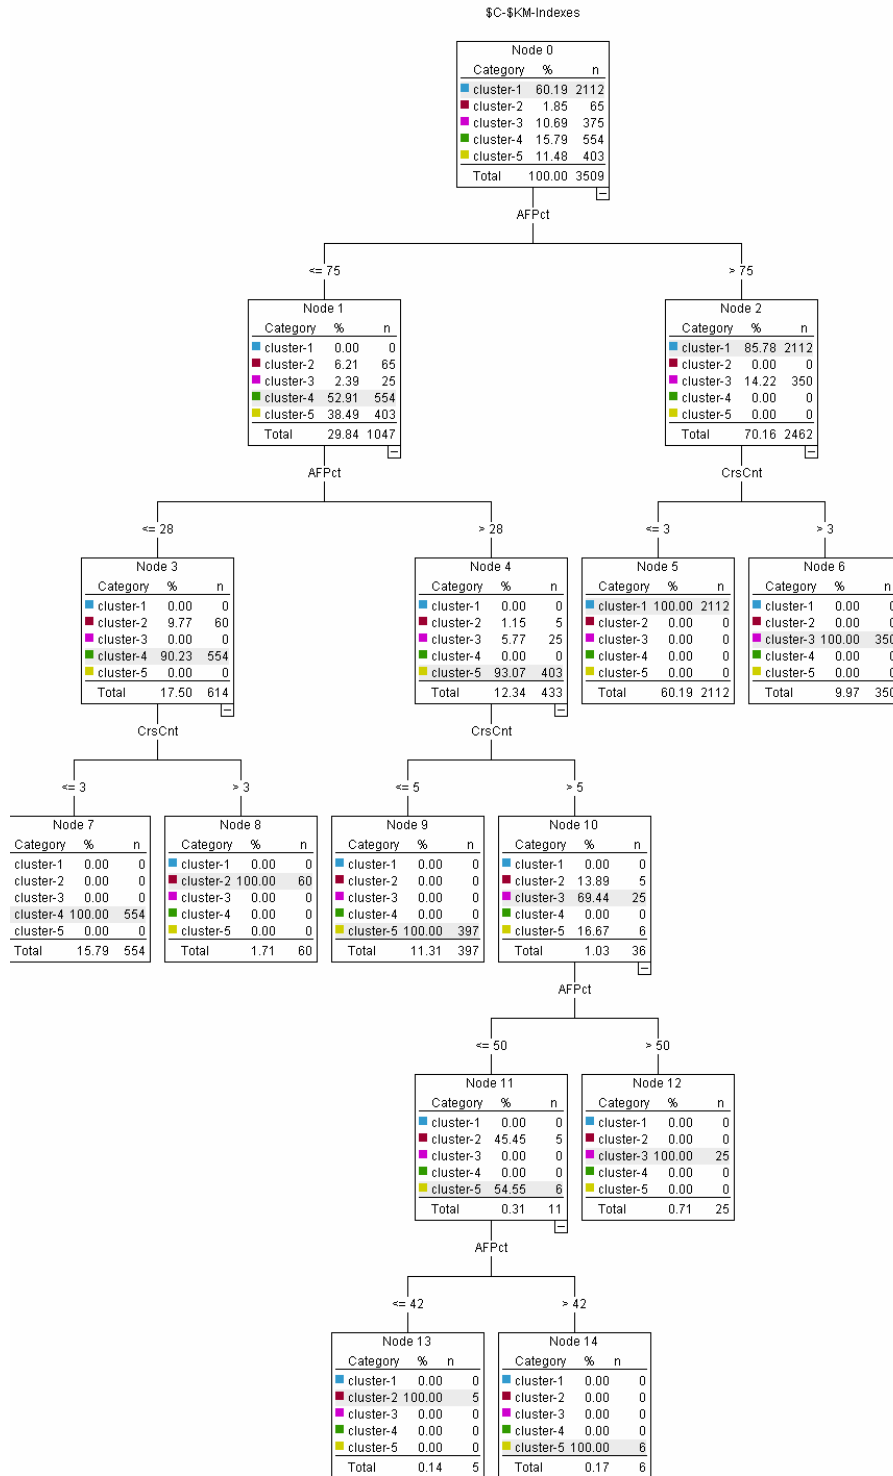 $C-$KM-Indexes
Node 0
Category % n
cluster-1 60.19 2112
cluster-2 1.85 65
cluster-3 10.69 375
cluster-4 15.79 554
cluster-5 11.48 403
Total 100.00 3509
AFPct
<= 75
> 75
Node 1
Category % n
cluster-1 0.00 0
cluster-2 6.21 65
cluster-3 2.39 25
cluster-4 52.91 554
cluster-5 38.49 403
Total 29.84 1047
AFPct
Node 2
Category % n
cluster-1 85.78 2112
cluster-2 0.00 0
cluster-3 14.22 350
cluster-4 0.00 0
cluster-5 0.00 0
Total 70.16 2462
CrsCnt
<= 28
> 28
<= 3
> 3
Node 3
Category % n
cluster-1 0.00 0
cluster-2 9.77 60
cluster-3 0.00 0
cluster-4 90.23 554
cluster-5 0.00 0
Total 17.50 614
CrsCnt
Node 4
Category % n
cluster-1 0.00 0
cluster-2 1.15 5
cluster-3 5.77 25
cluster-4 0.00 0
cluster-5 93.07 403
Total 12.34 433
CrsCnt
Node 5
Category % n
cluster-1 100.00 2112
cluster-2 0.00 0
cluster-3 0.00 0
cluster-4 0.00 0
cluster-5 0.00 0
Total 60.19 2112
Node 6
Category % n
cluster-1 0.00 0
cluster-2 0.00 0
cluster-3 100.00 350
cluster-4 0.00 0
cluster-5 0.00 0
Total 9.97 350
<= 3
> 3
<= 5
> 5
Node 7
Category % n
cluster-1 0.00 0
cluster-2 0.00 0
cluster-3 0.00 0
cluster-4 100.00 554
cluster-5 0.00 0
Total 15.79 554
Node 8
Category % n
cluster-1 0.00 0
cluster-2 100.00 60
cluster-3 0.00 0
cluster-4 0.00 0
cluster-5 0.00 0
Total 1.71 60
Node 9
Category % n
cluster-1 0.00 0
cluster-2 0.00 0
cluster-3 0.00 0
cluster-4 0.00 0
cluster-5 100.00 397
Total 11.31 397
Node 10
Category % n
cluster-1 0.00 0
cluster-2 13.89 5
cluster-3 69.44 25
cluster-4 0.00 0
cluster-5 16.67 6
Total 1.03 36
AFPct
<= 50
> 50
Node 11
Category % n
cluster-1 0.00 0
cluster-2 45.45 5
cluster-3 0.00 0
cluster-4 0.00 0
cluster-5 54.55 6
Total 0.31 11
AFPct
Node 12
Category % n
cluster-1 0.00 0
cluster-2 0.00 0
cluster-3 100.00 25
cluster-4 0.00 0
cluster-5 0.00 0
Total 0.71 25
<= 42
> 42
Node 13
Category % n
cluster-1 0.00 0
cluster-2 100.00 5
cluster-3 0.00 0
cluster-4 0.00 0
cluster-5 0.00 0
Total 0.14 5
Node 14
Category % n
cluster-1 0.00 0
cluster-2 0.00 0
cluster-3 0.00 0
cluster-4 0.00 0
cluster-5 100.00 6
Total 0.17 6